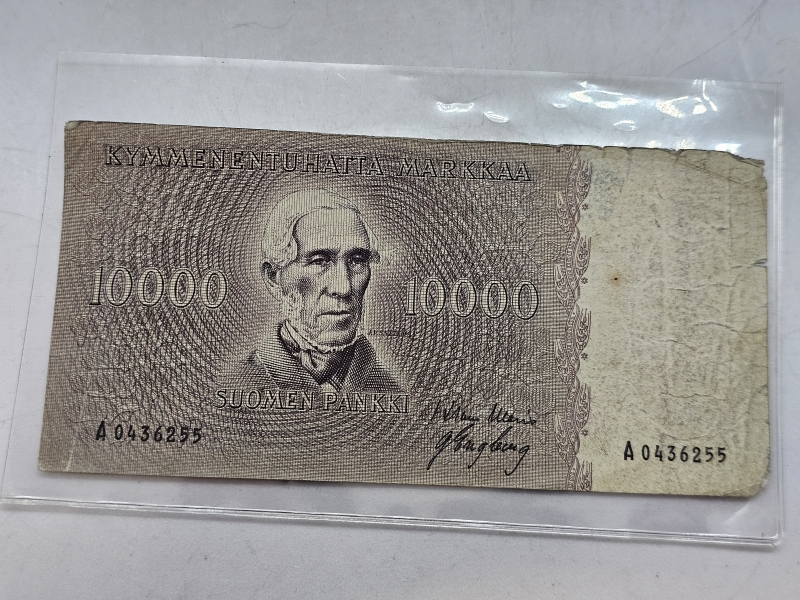 KYMMENENTUHATTA MARKKAA
10000 10000
SUOMEN PANKKI
A 0436255 A 0436255